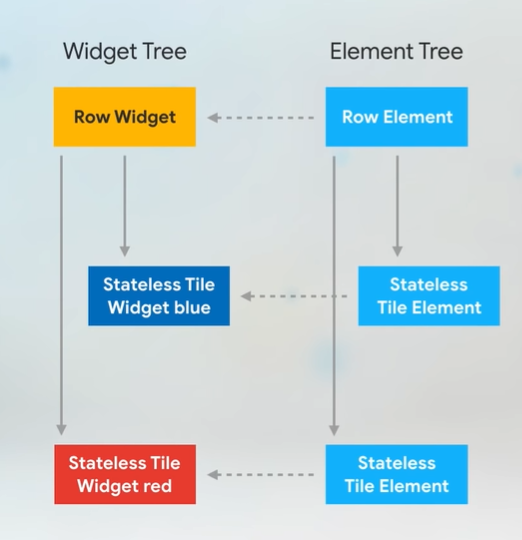 Widget Tree
Element Tree
Row Widget
Row Element
Stateless Tile
Widget blue
Stateless
Tile Element
Stateless Tile
Widget red
Stateless
Tile Element